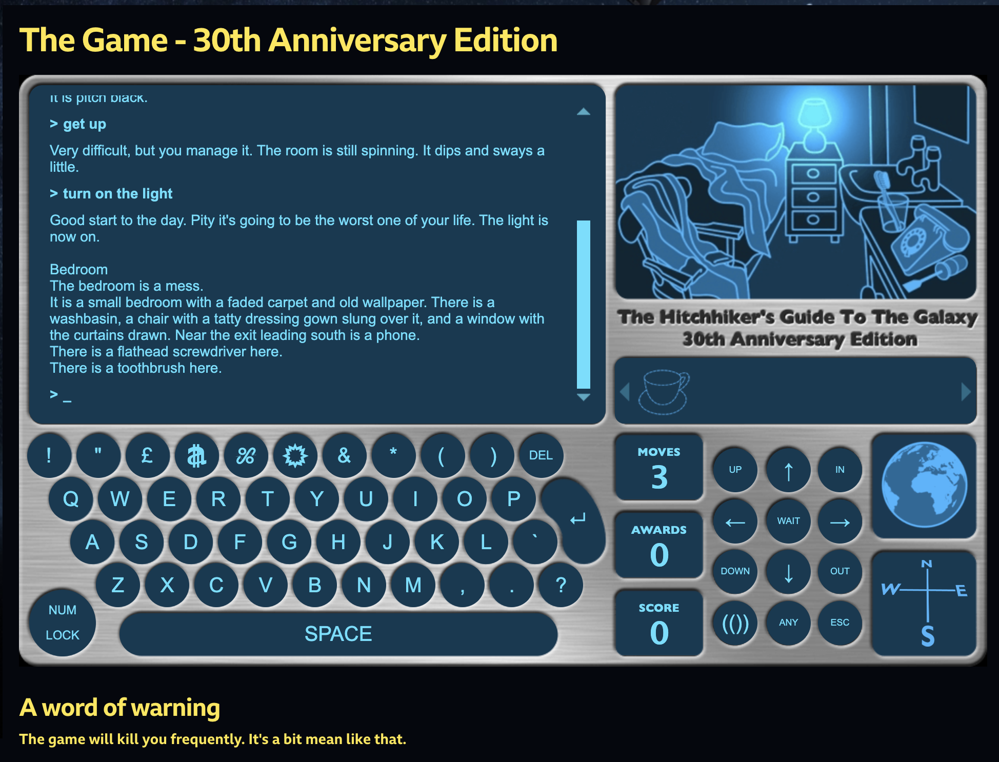 The Game - 30th Anniversary Edition
It is pitch black.
> get up
Very difficult, but you manage it. The room is still spinning. It dips and sways a
little.
> turn on the light
Good start to the day. Pity it's going to be the worst one of your life. The light is
now on.
Bedroom
The bedroom is a mess.
It is a small bedroom with a faded carpet and old wallpaper. There is a
washbasin, a chair with a tatty dressing gown slung over it, and a window with
the curtains drawn. Near the exit leading south is a phone.
There is a flathead screwdriver here.
There is a toothbrush here.
> _
The Hitchhiker's Guide To The Galaxy
30th Anniversary Edition
! " £ & * ( ) DEL
Q W E R T Y U I O P ↵
A S D F G H J K L `
Z X C V B N M , . ?
NUM
LOCK
SPACE
MOVES
3
AWARDS
0
SCORE
0
UP ↑ IN
← WAIT →
DOWN ↓ OUT
(()) ANY ESC
N
W E
S
A word of warning
The game will kill you frequently. It's a bit mean like that.